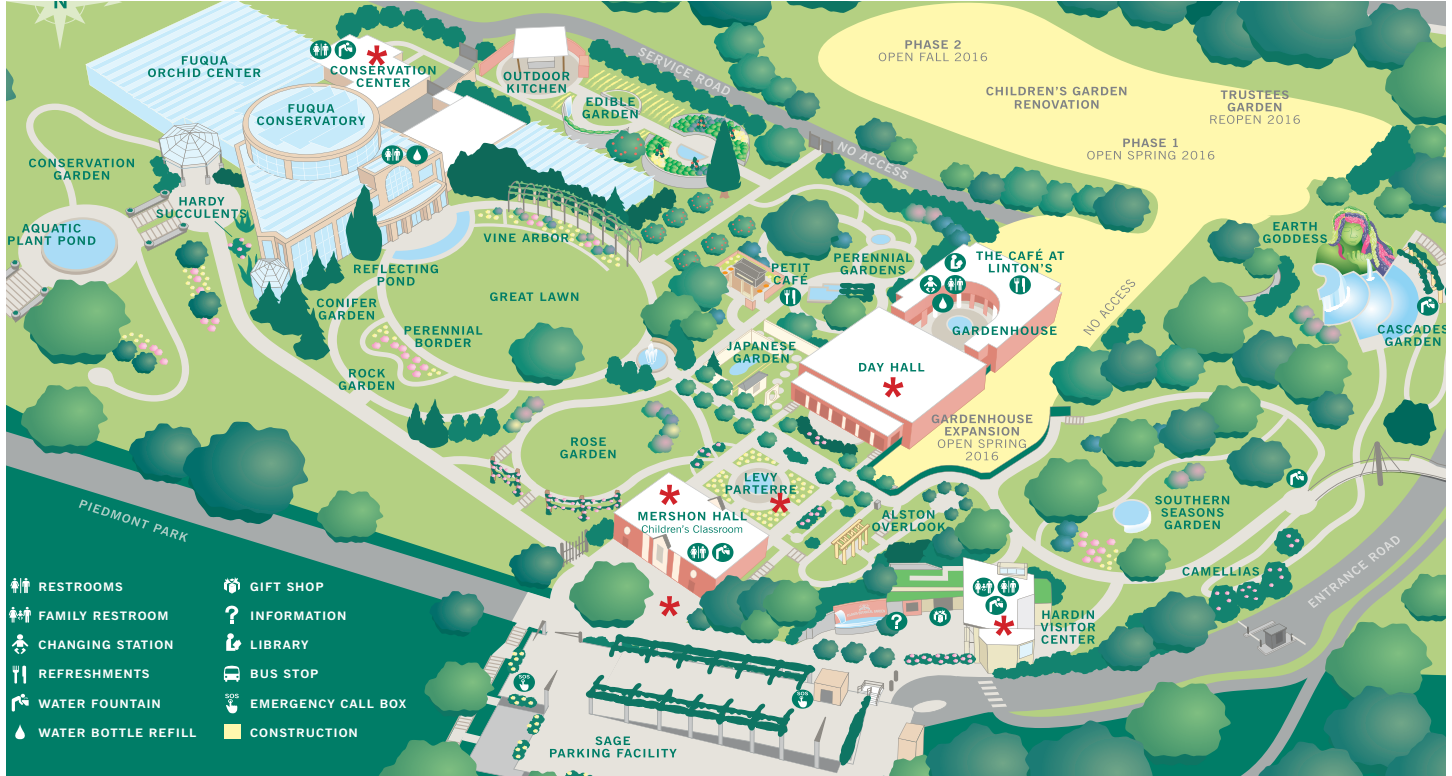 N
FUQUA
ORCHID CENTER
CONSERVATION
CENTER
OUTDOOR
KITCHEN
SERVICE ROAD
PHASE 2
OPEN FALL 2016
CHILDREN'S GARDEN
RENOVATION
TRUSTEES
GARDEN
REOPEN 2016
PHASE 1
OPEN SPRING 2016
FUQUA
CONSERVATORY
EDIBLE
GARDEN
NO ACCESS
CONSERVATION
GARDEN
HARDY
SUCCULENTS
AQUATIC
PLANT POND
VINE ARBOR
REFLECTING
POND
GREAT LAWN
CONIFER
GARDEN
PERENNIAL
BORDER
ROCK
GARDEN
PETIT
CAFÉ
PERENNIAL
GARDENS
THE CAFÉ AT
LINTON'S
GARDENHOUSE
NO ACCESS
EARTH
GODDESS
CASCADES
GARDEN
JAPANESE
GARDEN
DAY HALL
GARDENHOUSE
EXPANSION
OPEN SPRING
2016
ROSE
GARDEN
LEVY
PARTERRE
MERSHON HALL
Children's Classroom
ALSTON
OVERLOOK
SOUTHERN
SEASONS
GARDEN
CAMELLIAS
ENTRANCE ROAD
HARDIN
VISITOR
CENTER
PIEDMONT PARK
SOS
SOS
SAGE
PARKING FACILITY
RESTROOMS
FAMILY RESTROOM
CHANGING STATION
REFRESHMENTS
WATER FOUNTAIN
WATER BOTTLE REFILL
GIFT SHOP
? INFORMATION
LIBRARY
BUS STOP
SOS EMERGENCY CALL BOX
CONSTRUCTION
?